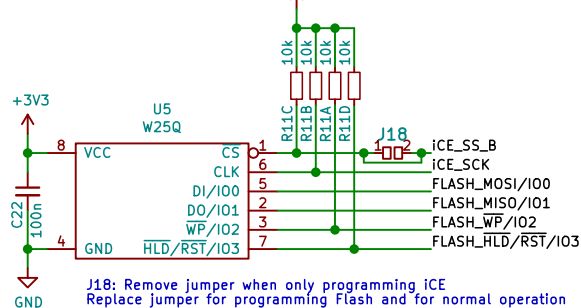 10k 10k 10k 10k
R11C R11B R11A R11D
+3V3
U5
W25Q
J18
1 2
8 VCC CS 1 iCE_SS_B
CLK 6 iCE_SCK
DI/IO0 5 FLASH_MOSI/IO0
DO/IO1 2 FLASH_MISO/IO1
WP/IO2 3 FLASH_WP/IO2
4 GND HLD/RST/IO3 7 FLASH_HLD/RST/IO3
C22
100n
GND
J18: Remove jumper when only programming iCE
Replace jumper for programming Flash and for normal operation